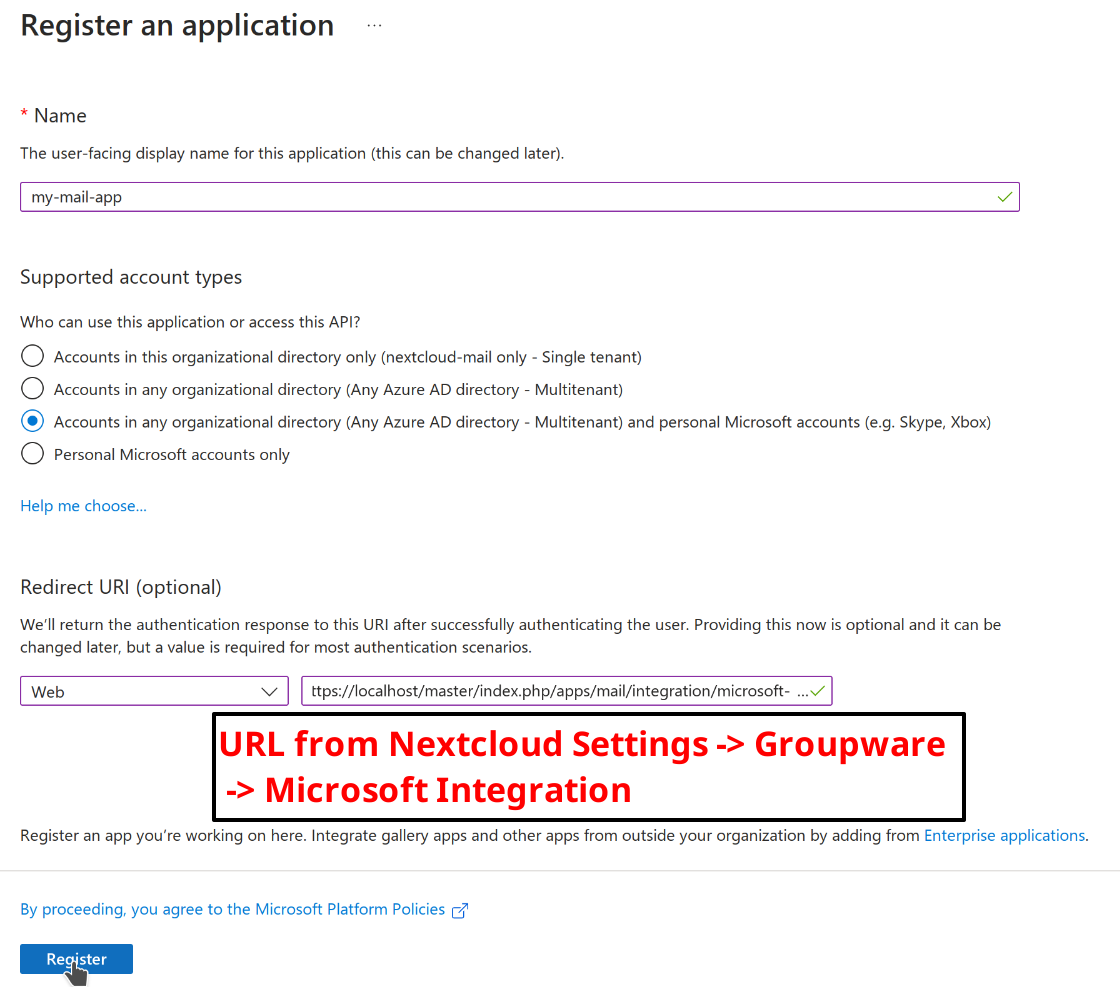 Register an application ...
* Name
The user-facing display name for this application (this can be changed later).
my-mail-app
Supported account types
Who can use this application or access this API?
Accounts in this organizational directory only (nextcloud-mail only - Single tenant)
Accounts in any organizational directory (Any Azure AD directory - Multitenant)
Accounts in any organizational directory (Any Azure AD directory - Multitenant) and personal Microsoft accounts (e.g. Skype, Xbox)
Personal Microsoft accounts only
Help me choose...
Redirect URI (optional)
We'll return the authentication response to this URI after successfully authenticating the user. Providing this now is optional and it can be
changed later, but a value is required for most authentication scenarios.
Web
ttps://localhost/master/index.php/apps/mail/integration/microsoft- ...
URL from Nextcloud Settings -> Groupware
-> Microsoft Integration
Register an app you're working on here. Integrate gallery apps and other apps from outside your organization by adding from Enterprise applications.
By proceeding, you agree to the Microsoft Platform Policies
Register